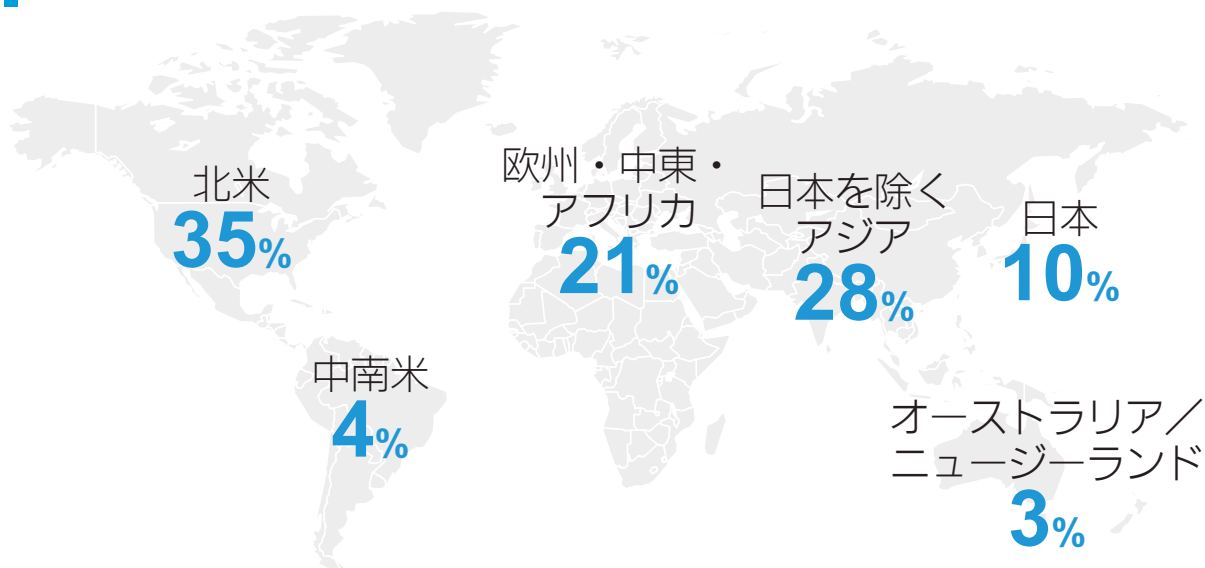 北米
35%
欧州・中東・
アフリカ
21%
日本を除く
アジア
28%
日本
10%
中南米
4%
オーストラリア／
ニュージーランド
3%